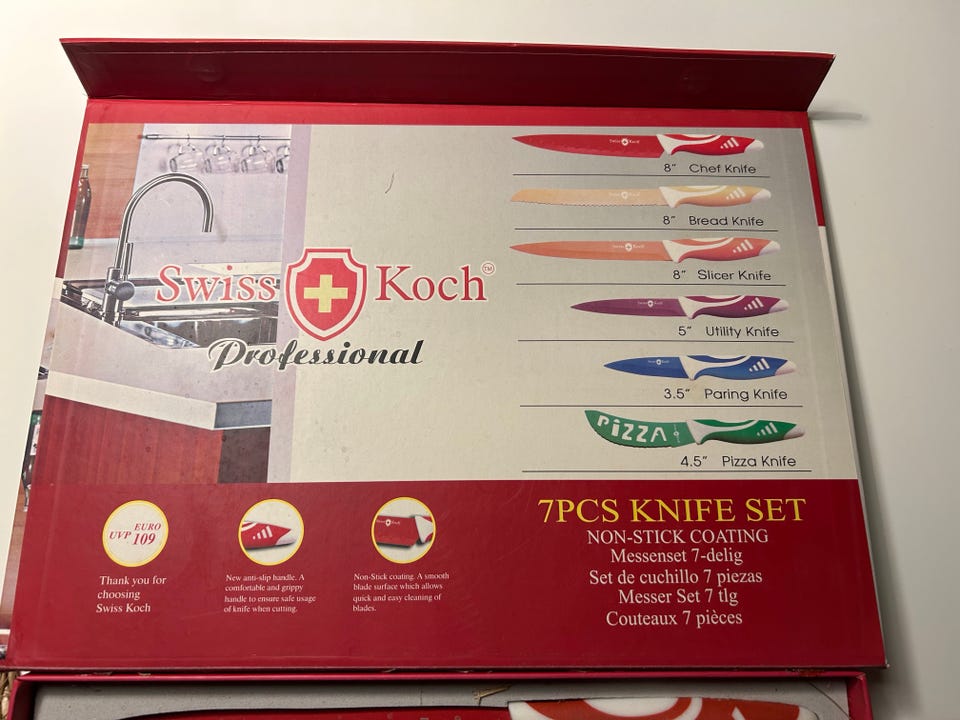 8" Chef Knife
8" Bread Knife
8" Slicer Knife
5" Utility Knife
3.5" Paring Knife
PIZZA
4.5" Pizza Knife
Swiss Koch™
Professional
EURO
UVP 109
Thank you for
choosing
Swiss Koch
New anti-slip handle. A
comfortable and grippy
handle to ensure safe usage
of knife when cutting.
Non-Stick coating. A smooth
blade surface which allows
quick and easy cleaning of
blades.
7PCS KNIFE SET
NON-STICK COATING
Messenset 7-delig
Set de cuchillo 7 piezas
Messer Set 7 tlg
Couteaux 7 pièces